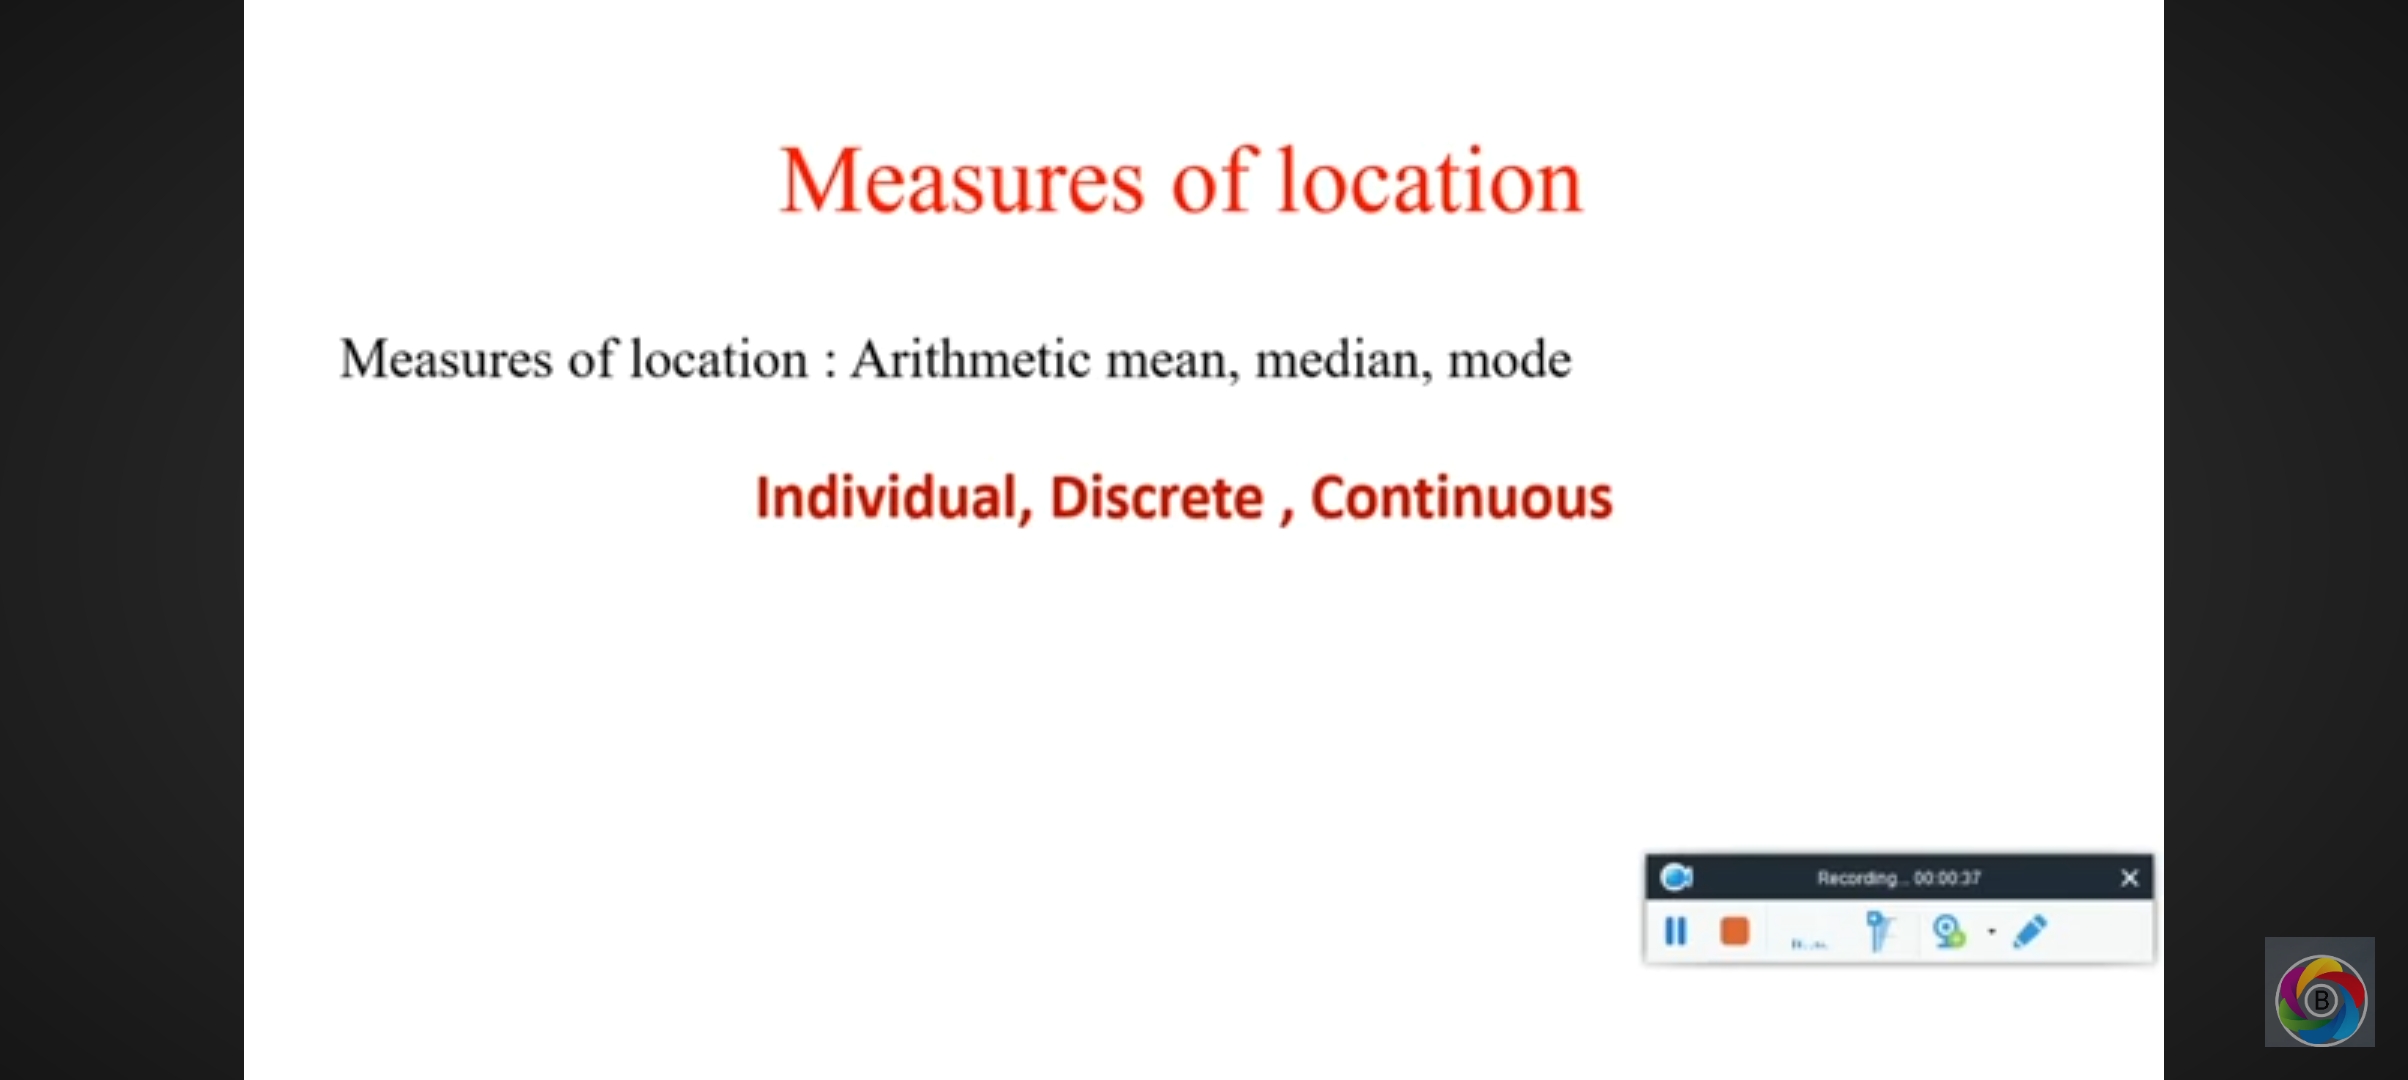 Measures of location
Measures of location : Arithmetic mean, median, mode
Individual, Discrete , Continuous
Recording... 00:00:37
B